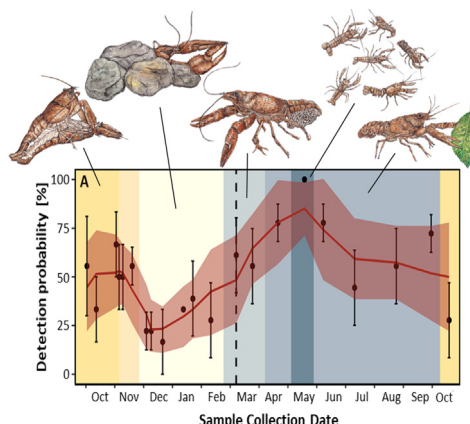 A
Detection probability [%]
100
75
50
25
0
Oct Nov Dec Jan Feb Mar Apr May Jun Jul Aug Sep Oct
Sample Collection Date